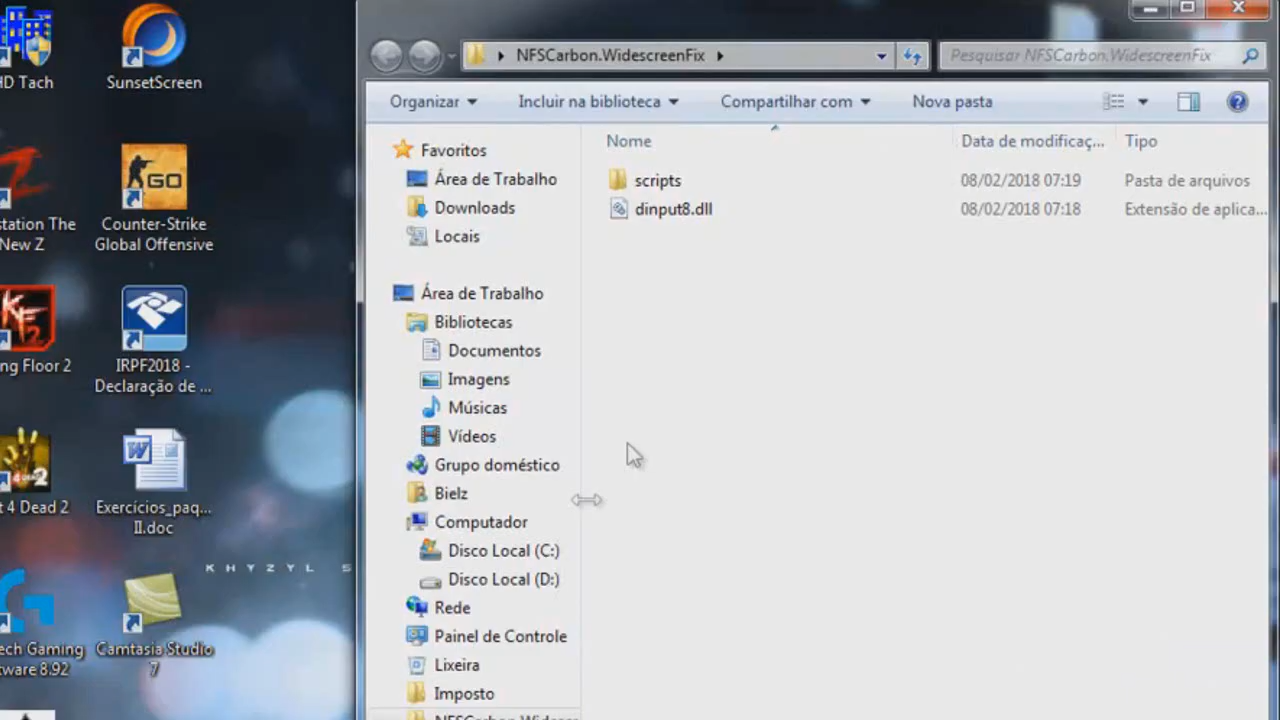 HD Tach
SunsetScreen
station The
New Z
Counter-Strike
Global Offensive
GO
ng Floor 2
IRPF2018 -
Declaração de ...
t 4 Dead 2
Exercícios_paq...
II.doc
KHYZYL S
ech Gaming
tware 8.92
Camtasia Studio
7
NFSCarbon.WidescreenFix
Pesquisar NFSCarbon.WidescreenFix
Organizar
Incluir na biblioteca
Compartilhar com
Nova pasta
Nome
Data de modificaç...
Tipo
scripts
08/02/2018 07:19
Pasta de arquivos
dinput8.dll
08/02/2018 07:18
Extensão de aplica...
Favoritos
Área de Trabalho
Downloads
Locais
Área de Trabalho
Bibliotecas
Documentos
Imagens
Músicas
Vídeos
Grupo doméstico
Bielz
Computador
Disco Local (C:)
Disco Local (D:)
Rede
Painel de Controle
Lixeira
Imposto